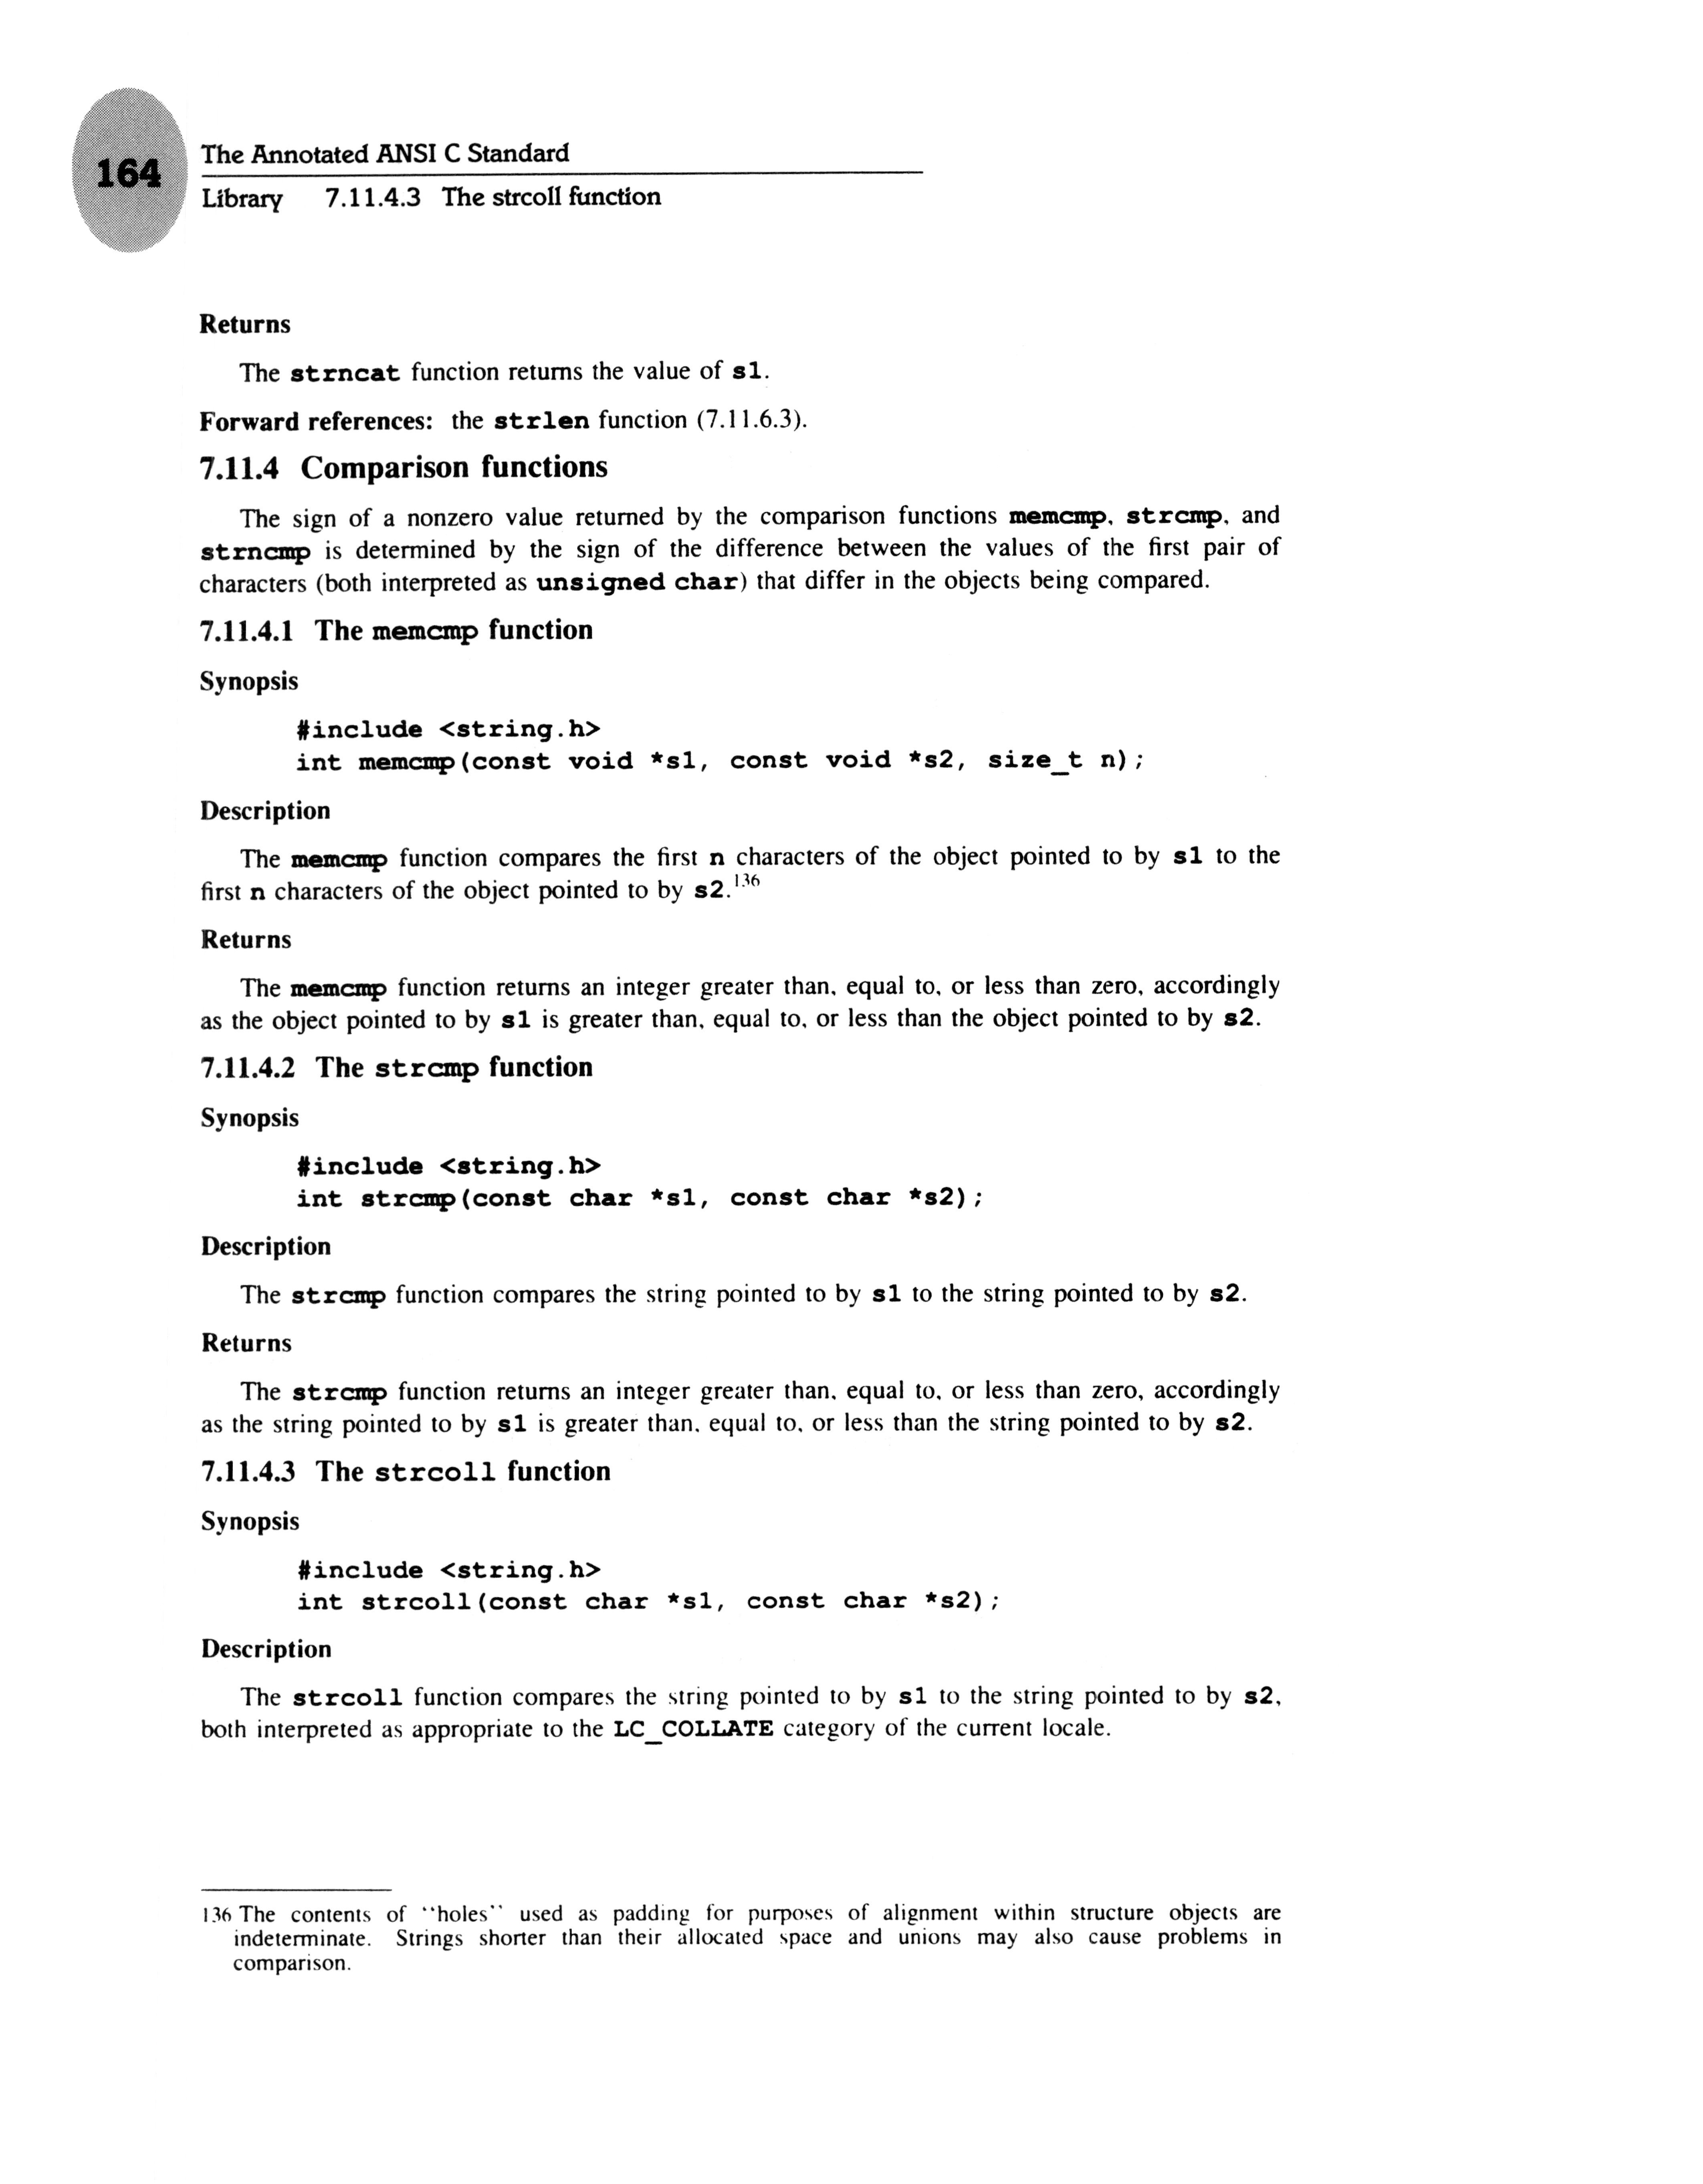 164
The Annotated ANSI C Standard
Library 7.11.4.3 The strcoll function
Returns
The strncat function returns the value of s1.
Forward references: the strlen function (7.11.6.3).
7.11.4 Comparison functions
The sign of a nonzero value returned by the comparison functions memcmp, strcmp, and
strncmp is determined by the sign of the difference between the values of the first pair of
characters (both interpreted as unsigned char) that differ in the objects being compared.
7.11.4.1 The memcmp function
Synopsis
#include <string.h>
int memcmp(const void *s1, const void *s2, size_t n);
Description
The memcmp function compares the first n characters of the object pointed to by s1 to the
first n characters of the object pointed to by s2.136
Returns
The memcmp function returns an integer greater than, equal to, or less than zero, accordingly
as the object pointed to by s1 is greater than, equal to, or less than the object pointed to by s2.
7.11.4.2 The strcmp function
Synopsis
#include <string.h>
int strcmp(const char *s1, const char *s2);
Description
The strcmp function compares the string pointed to by s1 to the string pointed to by s2.
Returns
The strcmp function returns an integer greater than, equal to, or less than zero, accordingly
as the string pointed to by s1 is greater than, equal to, or less than the string pointed to by s2.
7.11.4.3 The strcoll function
Synopsis
#include <string.h>
int strcoll(const char *s1, const char *s2);
Description
The strcoll function compares the string pointed to by s1 to the string pointed to by s2,
both interpreted as appropriate to the LC_COLLATE category of the current locale.
136 The contents of ``holes'' used as padding for purposes of alignment within structure objects are
indeterminate. Strings shorter than their allocated space and unions may also cause problems in
comparison.